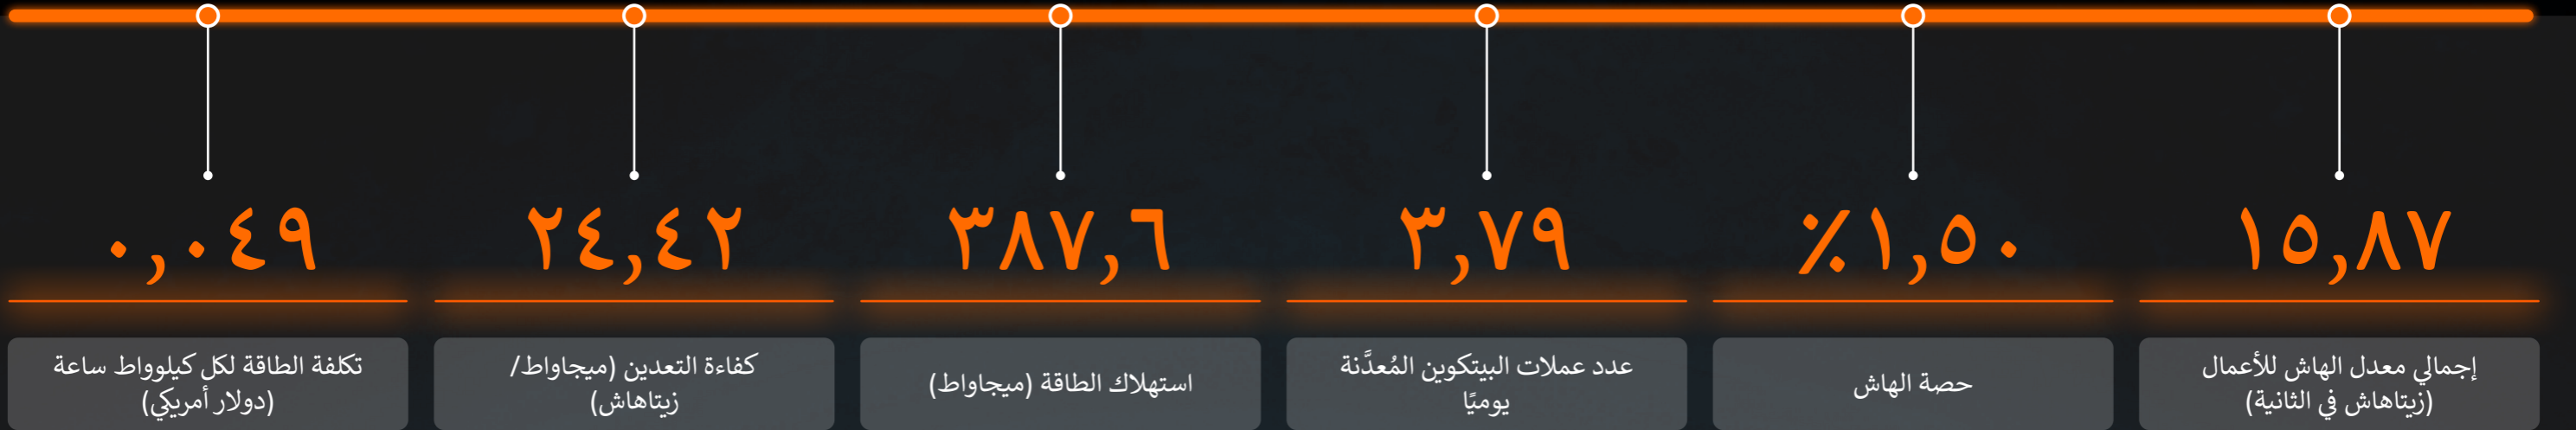 ١٥,٨٧
إجمالي معدل الهاش للأعمال
(زيتاهاش في الثانية)
٪١,٥٠
حصة الهاش
٣,٧٩
عدد عملات البيتكوين المُعدَّنة
يوميًا
٣٨٧,٦
استهلاك الطاقة (ميجاواط)
٢٤,٤٢
كفاءة التعدين (ميجاواط/
زيتاهاش)
٠,٠٤٩
تكلفة الطاقة لكل كيلوواط ساعة
(دولار أمريكي)